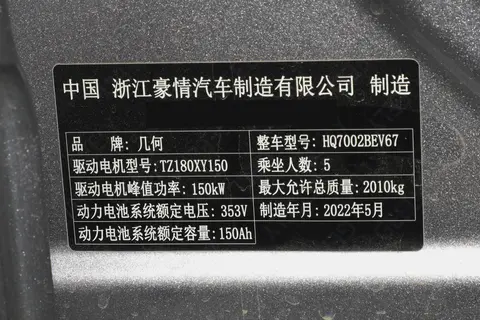 中国 浙江豪情汽车制造有限公司 制造
品 牌: 几何 整车型号: HQ7002BEV67
驱动电机型号: TZ180XY150 乘坐人数: 5
驱动电机峰值功率: 150kW 最大允许总质量: 2010kg
动力电池系统额定电压: 353V 制造年月: 2022年5月
动力电池系统额定容量: 150Ah